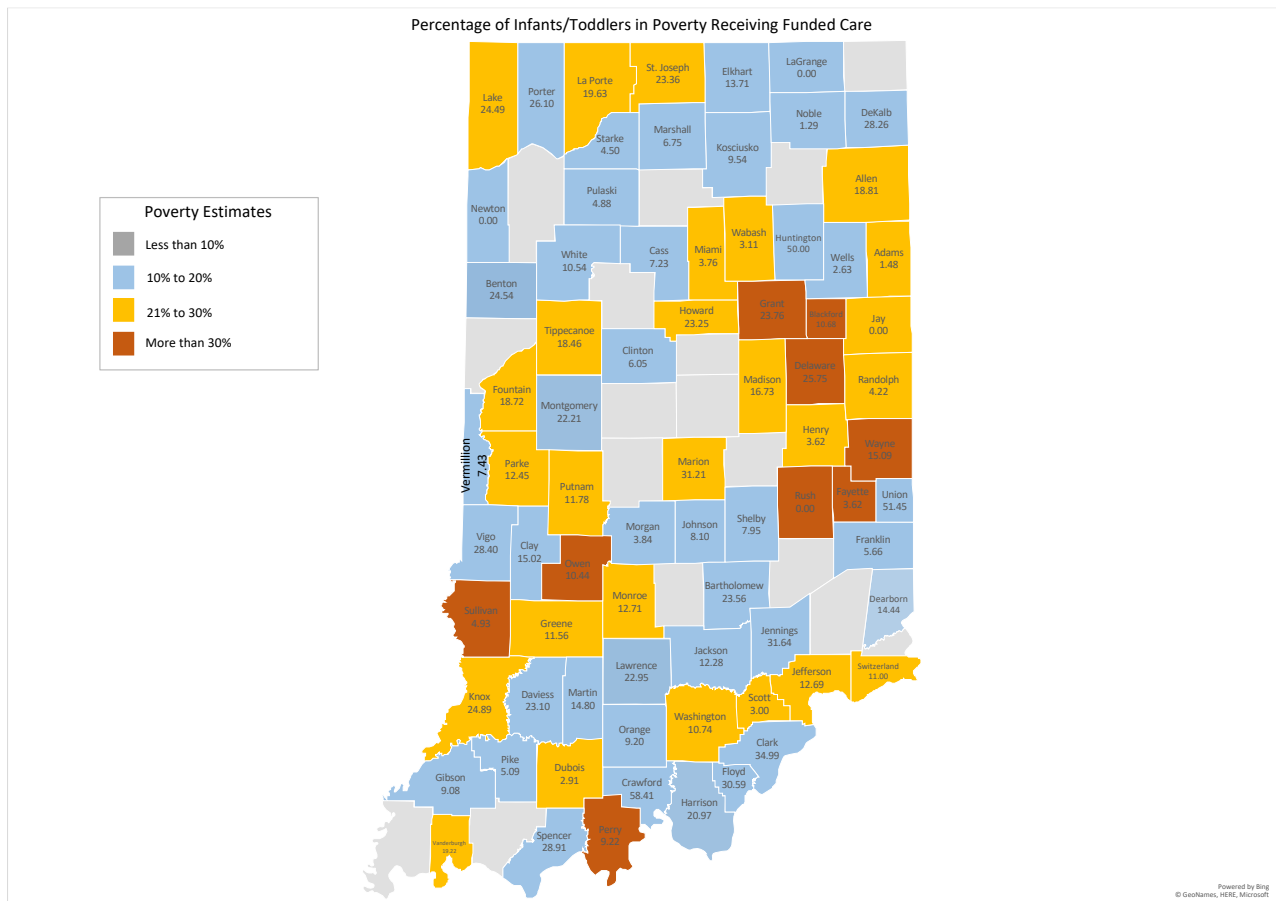 Percentage of Infants/Toddlers in Poverty Receiving Funded Care
Poverty Estimates
Less than 10%
10% to 20%
21% to 30%
More than 30%
Lake
24.49
Porter
26.10
La Porte
19.63
St. Joseph
23.36
Elkhart
13.71
LaGrange
0.00
Noble
1.29
DeKalb
28.26
Starke
4.50
Marshall
6.75
Kosciusko
9.54
Allen
18.81
Newton
0.00
Pulaski
4.88
White
10.54
Cass
7.23
Miami
3.76
Wabash
3.11
Huntington
50.00
Wells
2.63
Adams
1.48
Benton
24.54
Tippecanoe
18.46
Howard
23.25
Grant
23.76
Blackford
10.68
Jay
0.00
Clinton
6.05
Fountain
18.72
Montgomery
22.21
Madison
16.73
Delaware
25.75
Randolph
4.22
Vermillion
7.43
Parke
12.45
Putnam
11.78
Marion
31.21
Henry
3.62
Wayne
15.09
Rush
0.00
Fayette
3.62
Union
51.45
Vigo
28.40
Clay
15.02
Owen
10.44
Morgan
3.84
Johnson
8.10
Shelby
7.95
Franklin
5.66
Sullivan
4.93
Greene
11.56
Monroe
12.71
Bartholomew
23.56
Dearborn
14.44
Jennings
31.64
Jackson
12.28
Lawrence
22.95
Jefferson
12.69
Switzerland
11.00
Knox
24.89
Daviess
23.10
Martin
14.80
Orange
9.20
Washington
10.74
Scott
3.00
Clark
34.99
Floyd
30.59
Gibson
9.08
Pike
5.09
Dubois
2.91
Crawford
58.41
Harrison
20.97
Vanderburgh
Spencer
28.91
Perry
9.22
Powered by Bing
© GeoNames, HERE, Microsoft